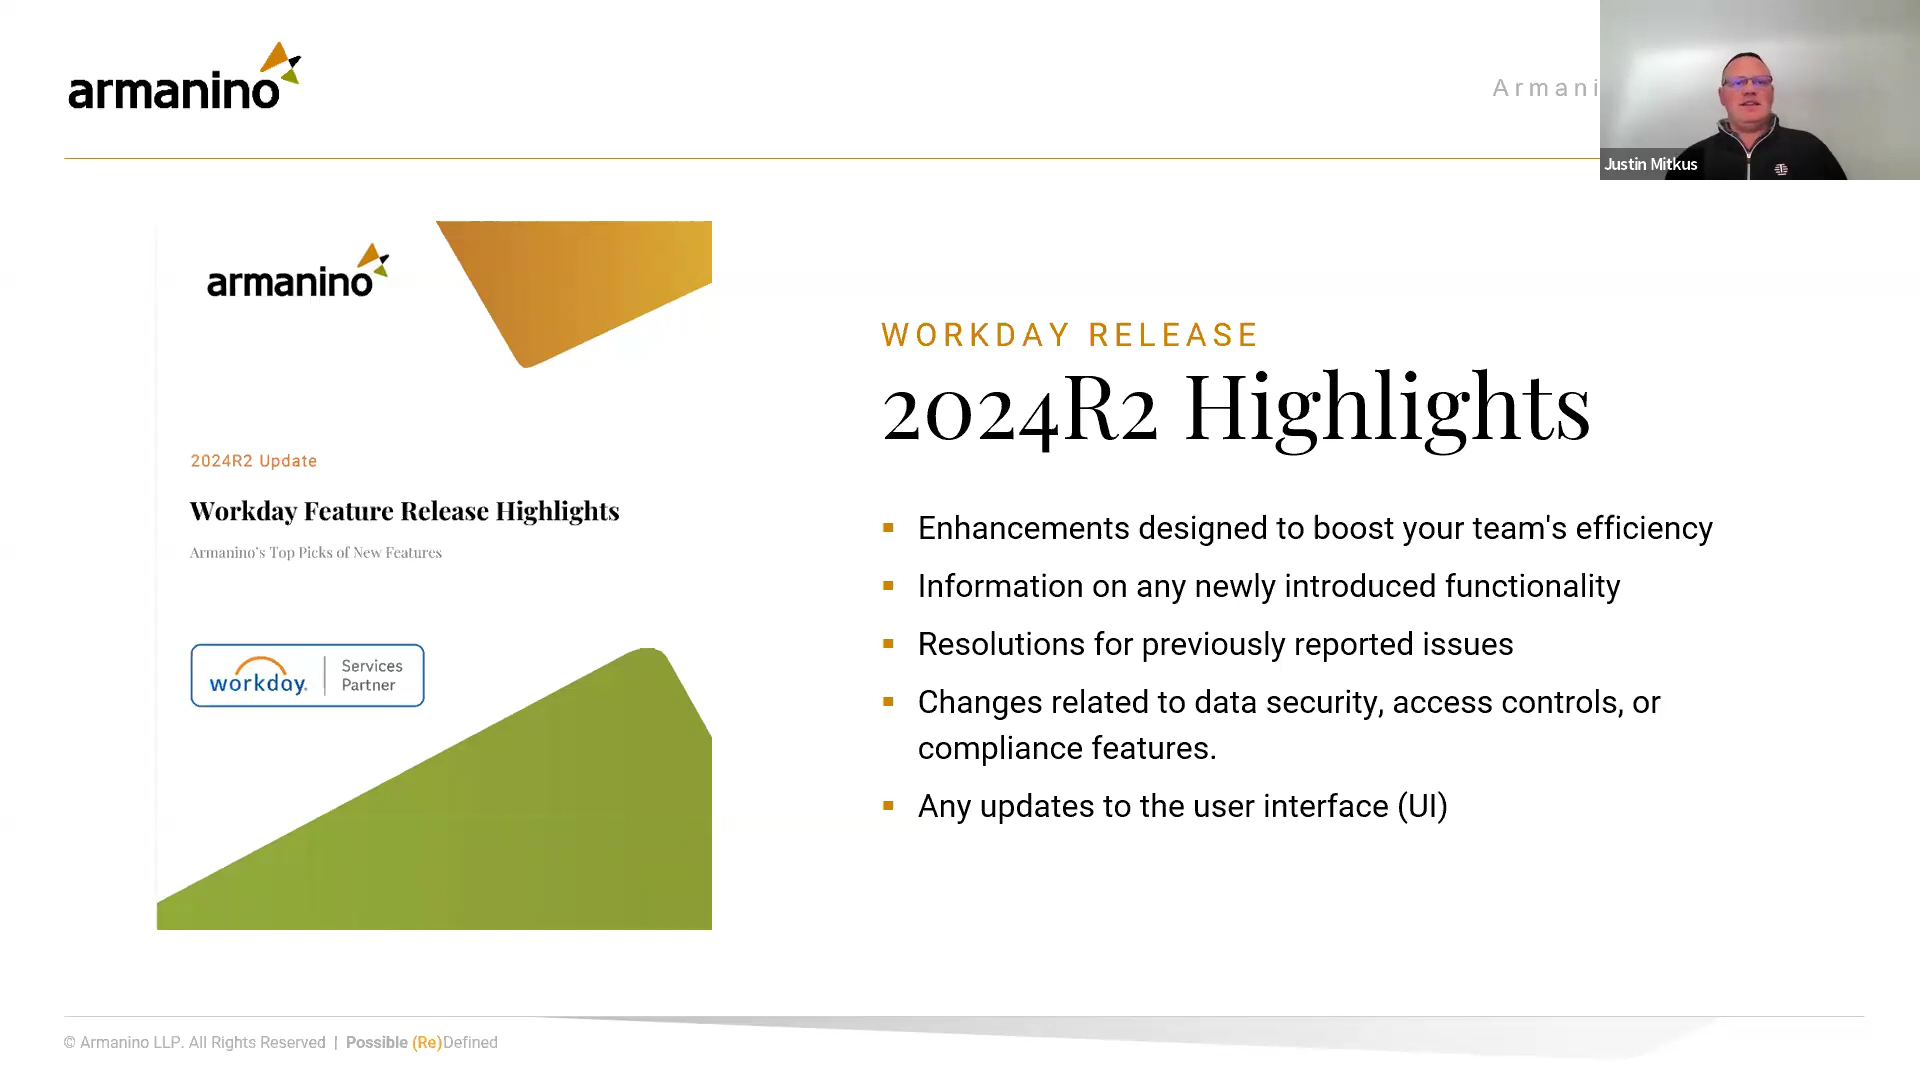 armanino
Armani
Justin Mitkus
armanino
2024R2 Update
Workday Feature Release Highlights
Armanino's Top Picks of New Features
workday.
Services
Partner
WORKDAY RELEASE
2024R2 Highlights
▪ Enhancements designed to boost your team's efficiency
▪ Information on any newly introduced functionality
▪ Resolutions for previously reported issues
▪ Changes related to data security, access controls, or
compliance features.
▪ Any updates to the user interface (UI)
© Armanino LLP. All Rights Reserved | Possible (Re)Defined